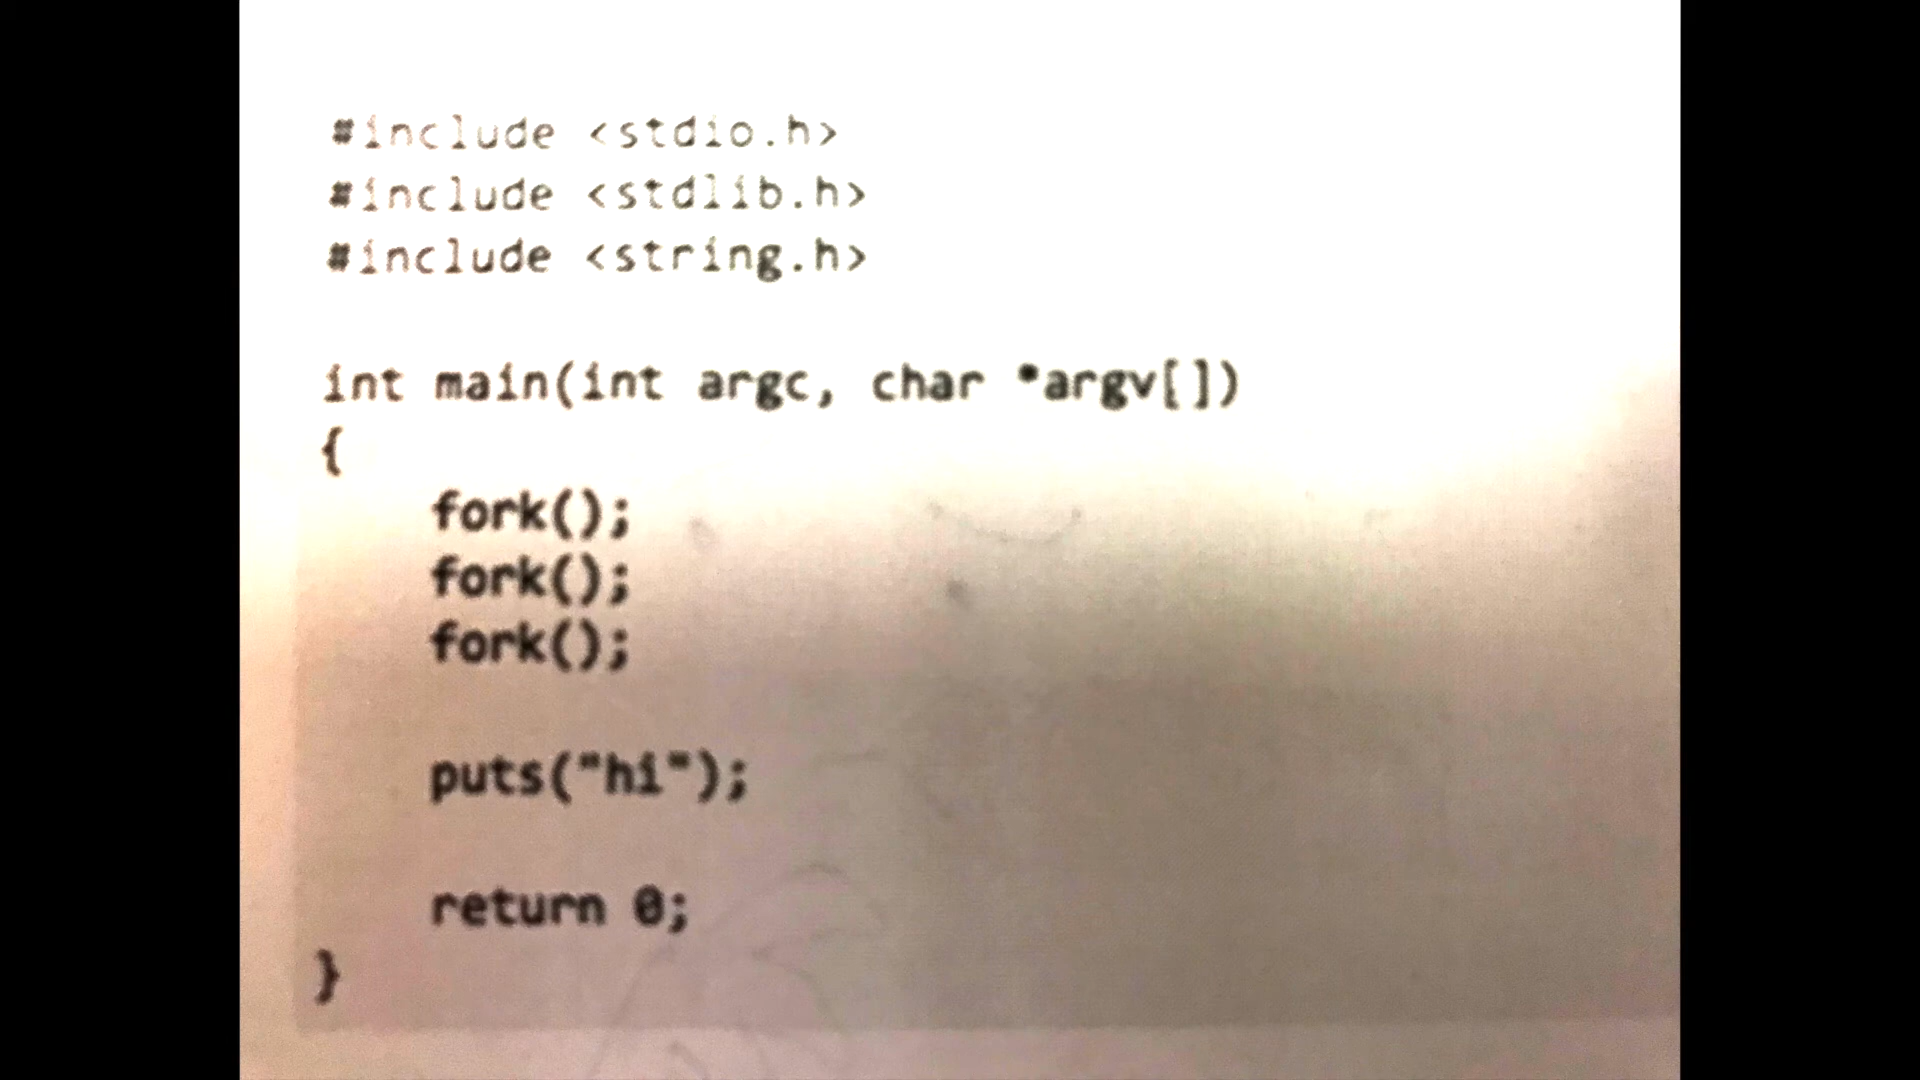 #include <stdio.h>
#include <stdlib.h>
#include <string.h>
int main(int argc, char *argv[])
{
fork();
fork();
fork();
puts("hi");
return 0;
}